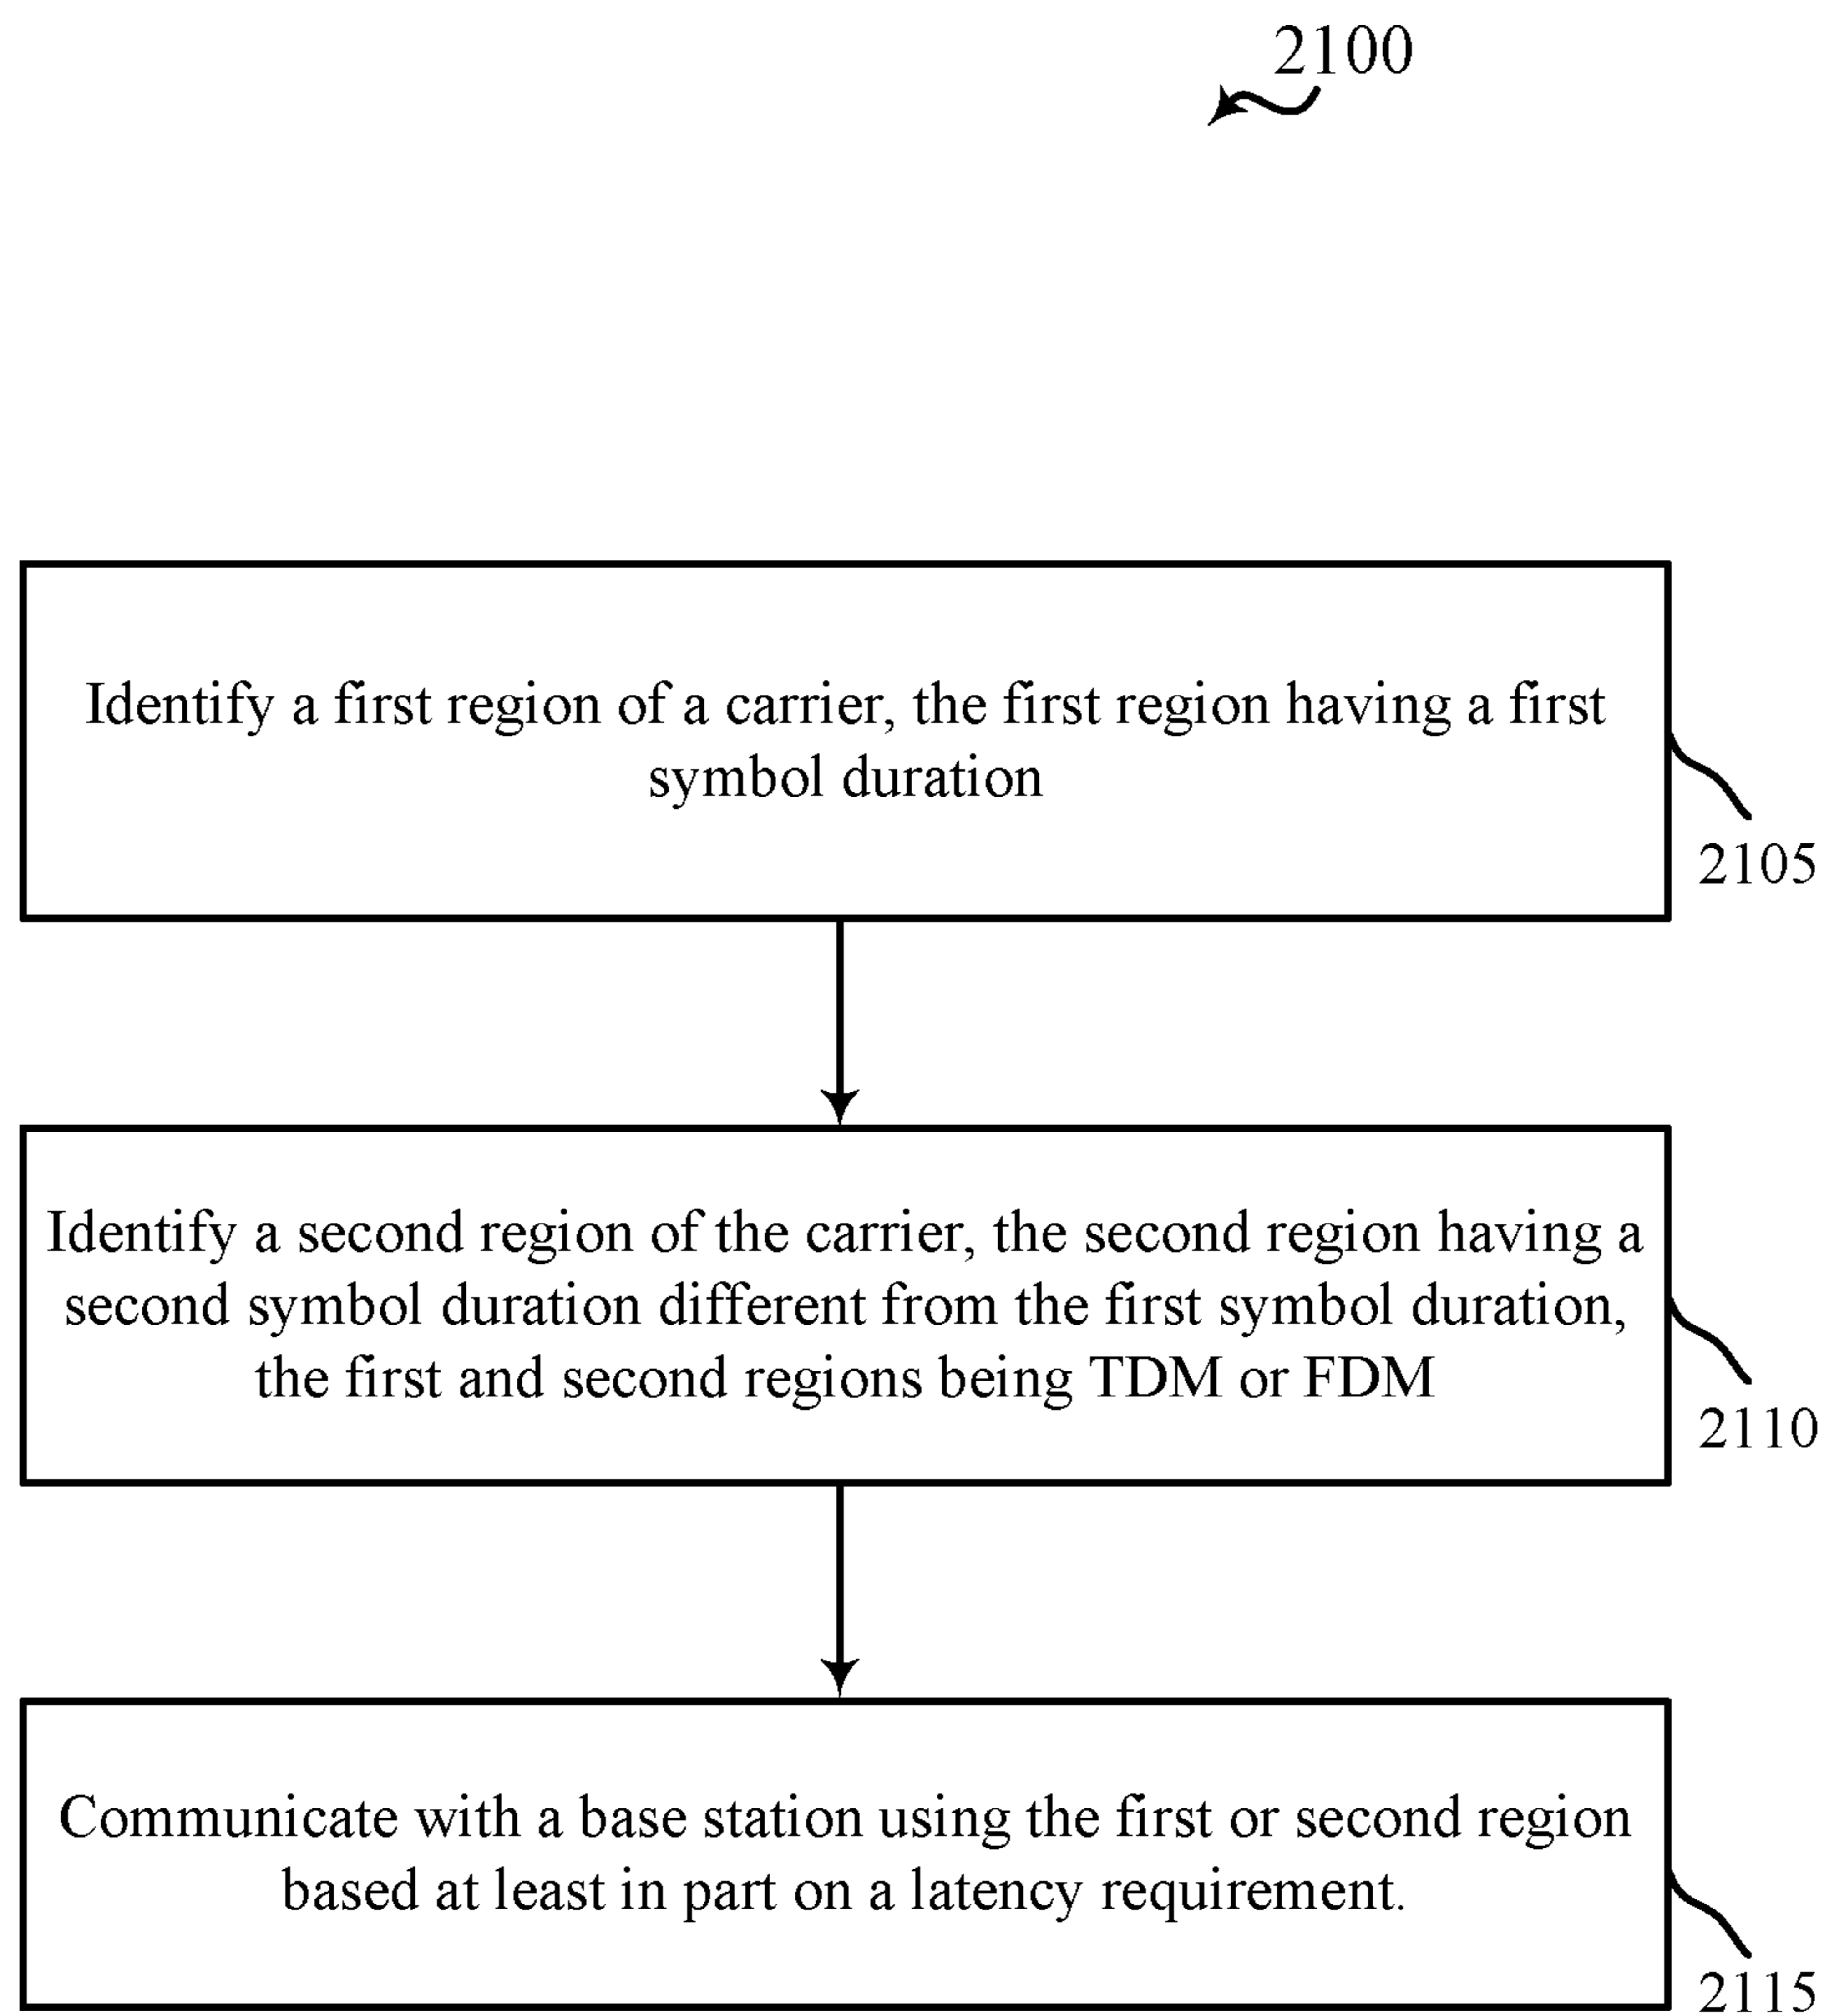 2100
Identify a first region of a carrier, the first region having a first
symbol duration
2105
Identify a second region of the carrier, the second region having a
second symbol duration different from the first symbol duration,
the first and second regions being TDM or FDM
2110
Communicate with a base station using the first or second region
based at least in part on a latency requirement.
2115